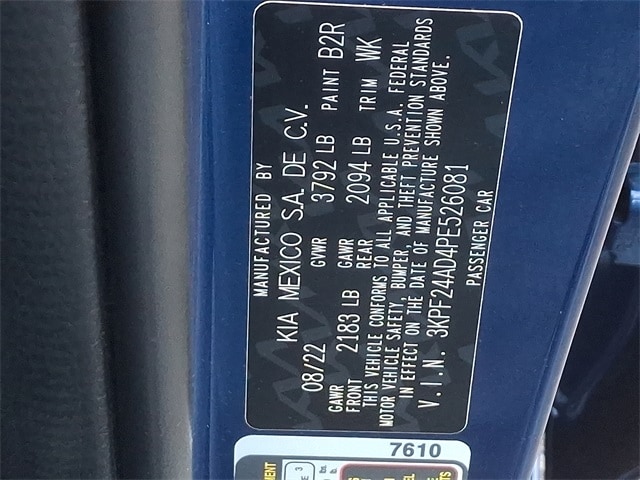 MANUFACTURED BY
KIA MEXICO S.A. DE C.V.
08/22 GVWR 3792 LB PAINT B2R
GAWR FRONT 2183 LB GAWR REAR 2094 LB TRIM WK
THIS VEHICLE CONFORMS TO ALL APPLICABLE U.S.A. FEDERAL
MOTOR VEHICLE SAFETY, BUMPER, AND THEFT PREVENTION STANDARDS
IN EFFECT ON THE DATE OF MANUFACTURE SHOWN ABOVE.
V.I.N. 3KPF24AD4PE526081
PASSENGER CAR
7610